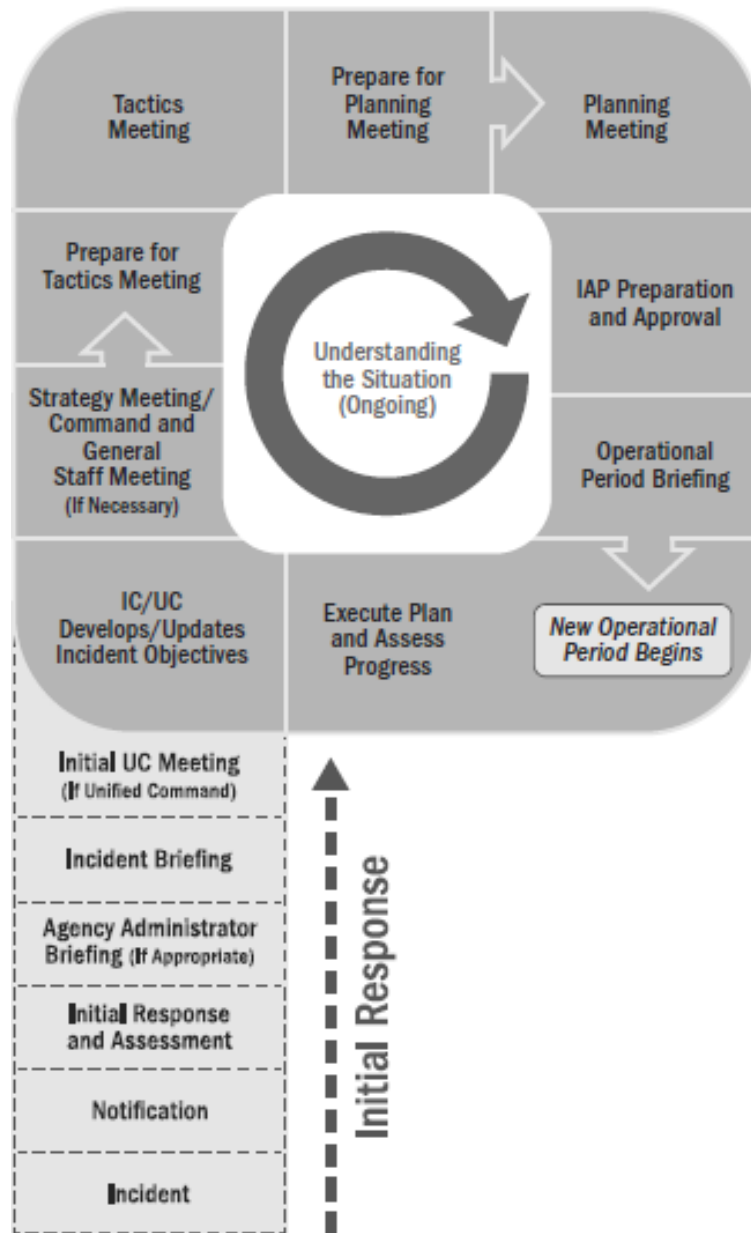 Tactics
Meeting
Prepare for
Planning
Meeting
Planning
Meeting
Prepare for
Tactics Meeting
Understanding
the Situation
(Ongoing)
IAP Preparation
and Approval
Strategy Meeting/
Command and
General
Staff Meeting
(If Necessary)
Operational
Period Briefing
IC/UC
Develops/Updates
Incident Objectives
Execute Plan
and Assess
Progress
New Operational
Period Begins
Initial UC Meeting
(If Unified Command)
Incident Briefing
Agency Administrator
Briefing (If Appropriate)
Initial Response
and Assessment
Notification
Incident
Initial Response